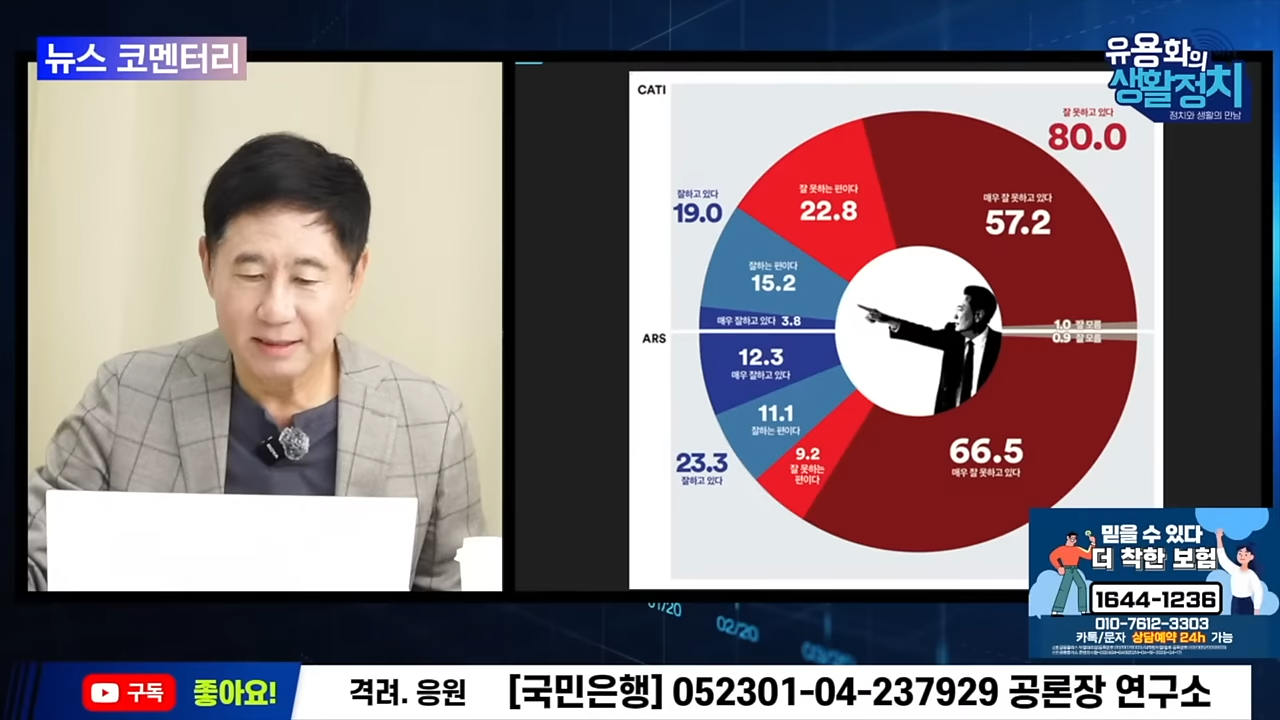 뉴스 코멘터리
유용화의
생활정치
정치와 생활의 만남
CATI
잘 못하고 있다
80.0
잘하고 있다
19.0
잘 못하는 편이다
22.8
매우 잘 못하고 있다
57.2
잘하는 편이다
15.2
매우 잘하고 있다 3.8
1.0 잘 모름
ARS
0.9 잘 모름
12.3
매우 잘하고 있다
11.1
잘하는 편이다
9.2
잘 못하는
편이다
23.3
잘하고 있다
66.5
매우 잘 못하고 있다
믿을 수 있다
더 착한 보험
1644-1236
010-7612-3303
카톡/문자 상담예약 24h 가능
01/20
02/20
구독
좋아요!
격려. 응원
[국민은행] 052301-04-237929 공론장 연구소